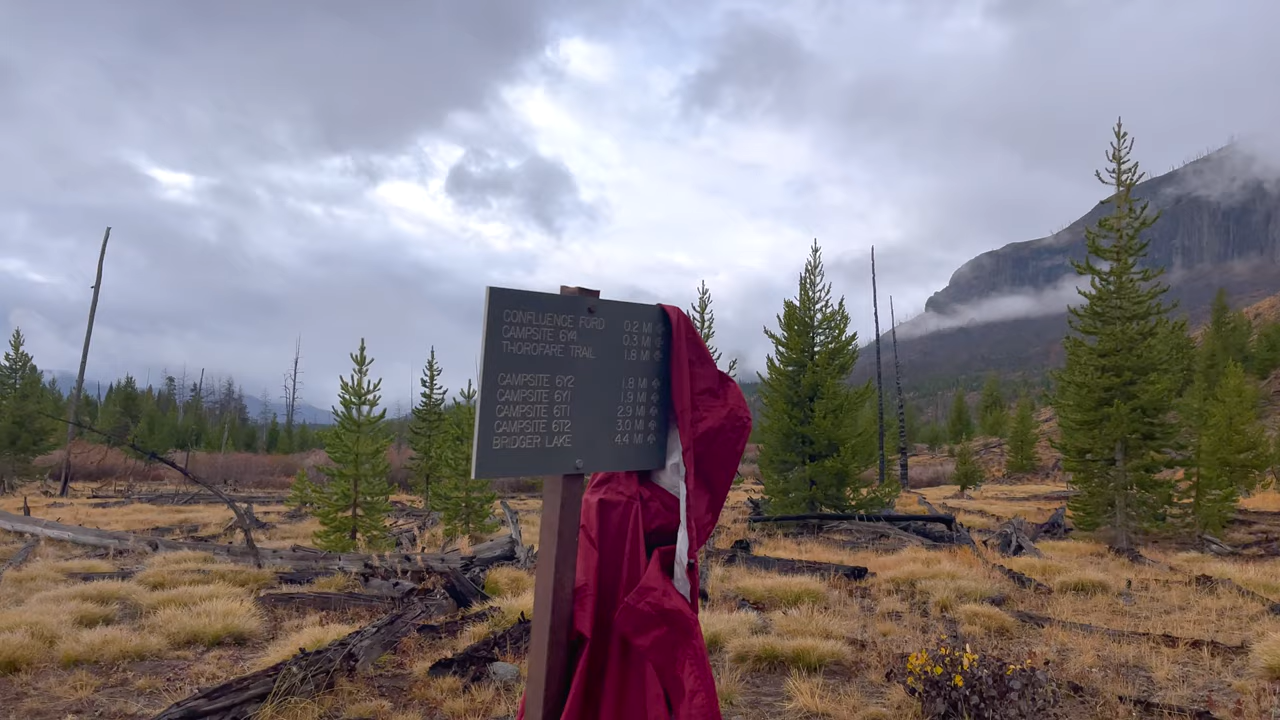 CONFLUENCE FORD 0.2 MI
CAMPSITE 6Y4 0.3 MI
THOROFARE TRAIL 1.8 MI
CAMPSITE 6Y2 1.8 MI
CAMPSITE 6Y1 1.9 MI
CAMPSITE 6T1 2.9 MI
CAMPSITE 6T2 3.0 MI
BRIDGER LAKE 4.4 MI